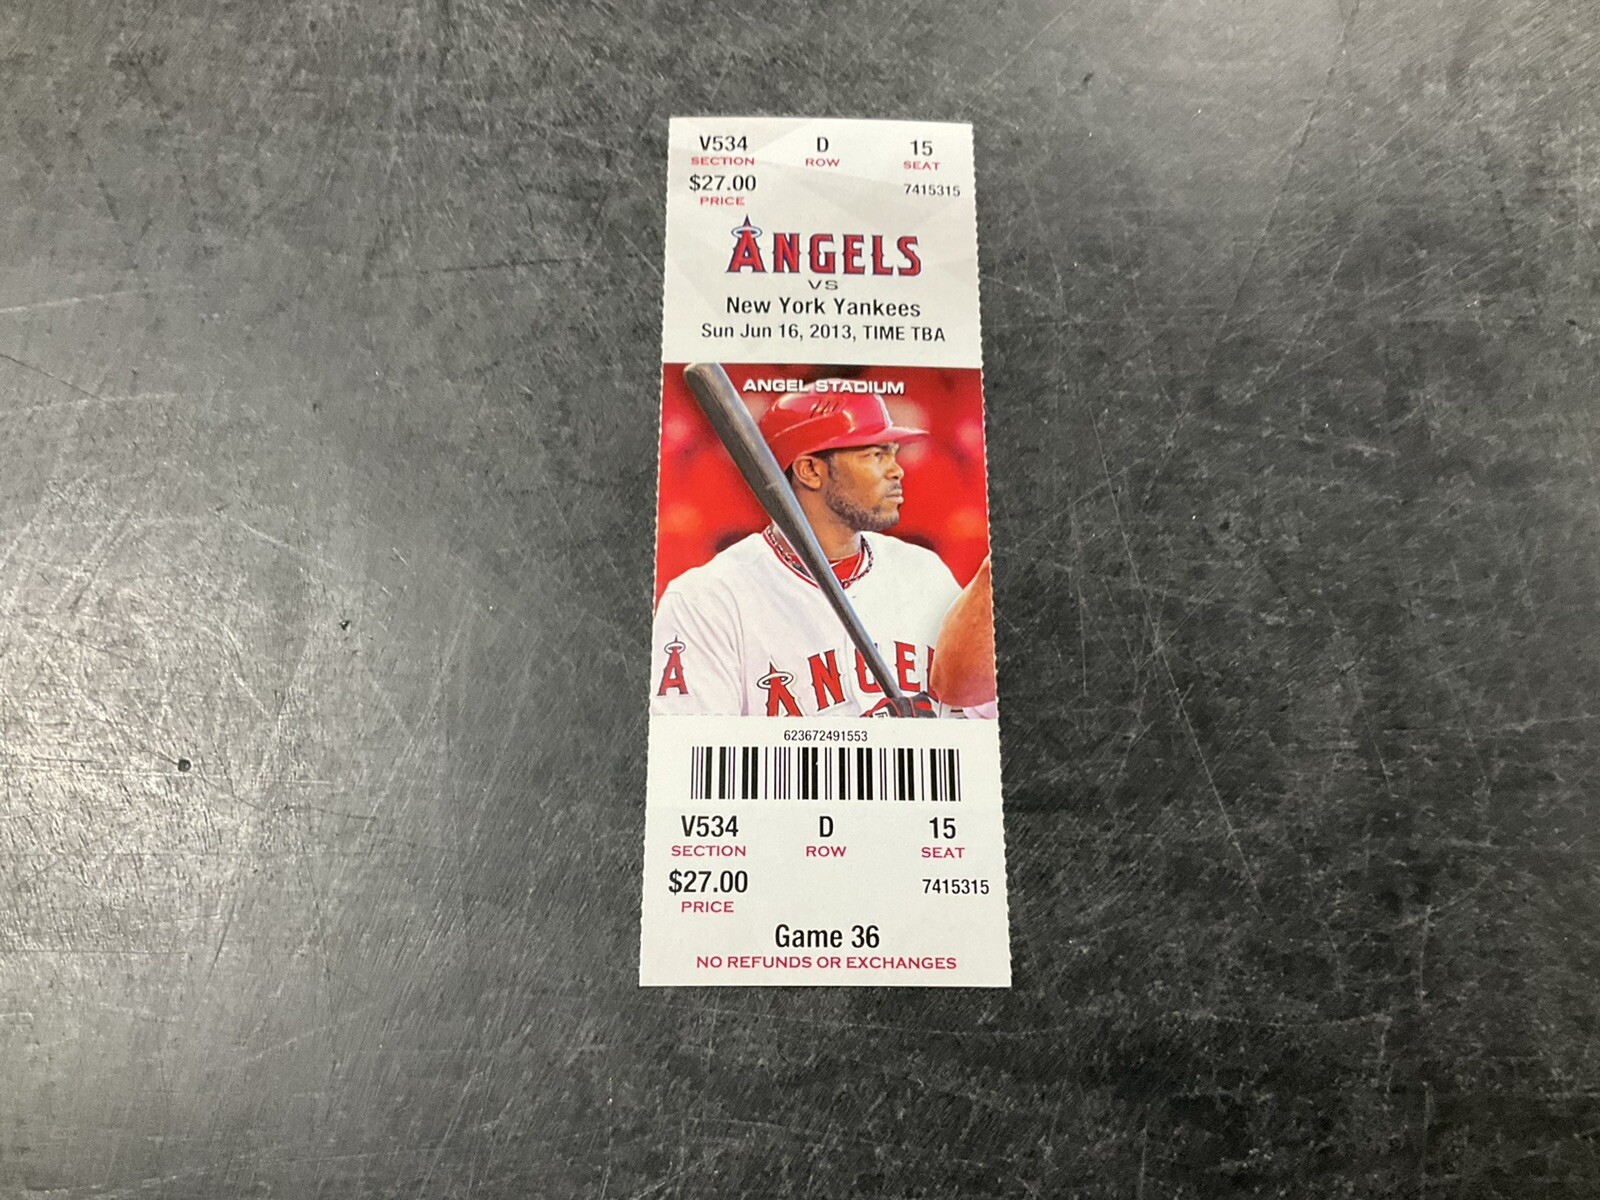 V534 D 15
SECTION ROW SEAT
$27.00 7415315
PRICE
ANGELS
VS
New York Yankees
Sun Jun 16, 2013, TIME TBA
ANGEL STADIUM
A
ANGEL
623672491553
V534 D 15
SECTION ROW SEAT
$27.00 7415315
PRICE
Game 36
NO REFUNDS OR EXCHANGES